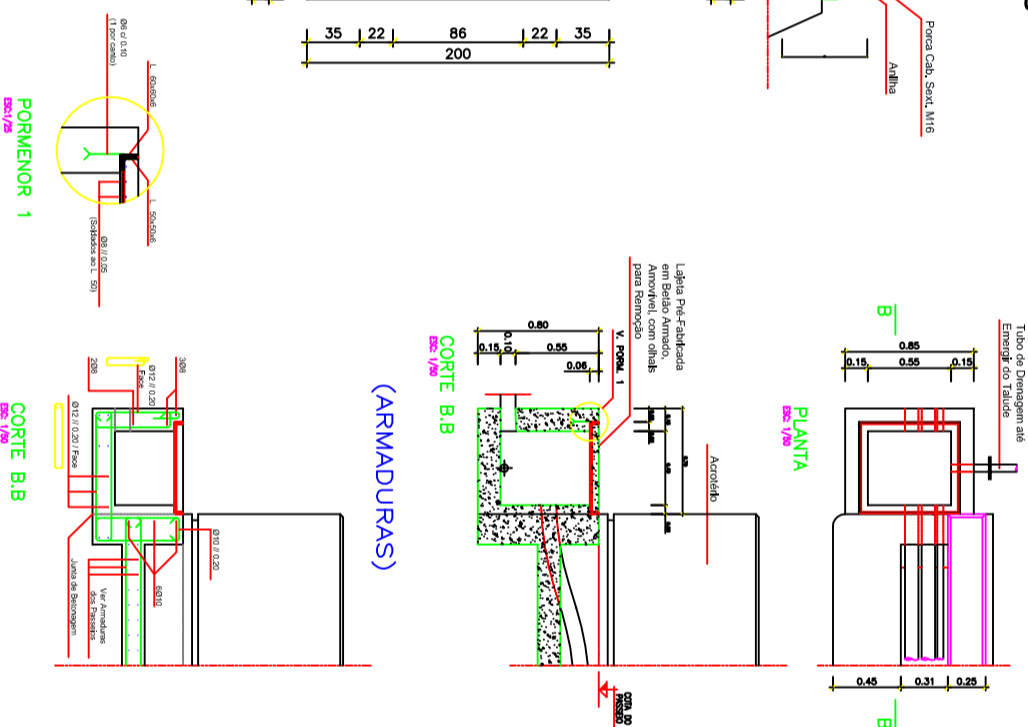 35 22 86 22 35
200
Porca Cab. Sext. M16
Anilha
Ø6 c/ 0.10
(1 por canto)
L 60x60x6
L 50x50x6
Ø8 // 0.05
(Soldados ao L 50)
PORMENOR 1
ESC:1/25
Lajeta Pré-Fabricada
em Betão Armado,
Amovível, com olhais
para Remoção
V. PORM. 1
0.80
0.15 0.10 0.55
0.06
CORTE B.B
ESC: 1/50
Acrotério
COTA DO
PASSEIO
(ARMADURAS)
3Ø8
Ø12 // 0.20
Face
2Ø8
Ø12 // 0.20 / Face
Ø10 // 0.20
6Ø10
Ver Armaduras
dos Passeios
Junta de Betonagem
CORTE B.B
ESC: 1/50
Tubo de Drenagem até
Emergir do Talude
B
0.85
0.15 0.55 0.15
PLANTA
ESC: 1/50
0.45 0.31 0.25
B